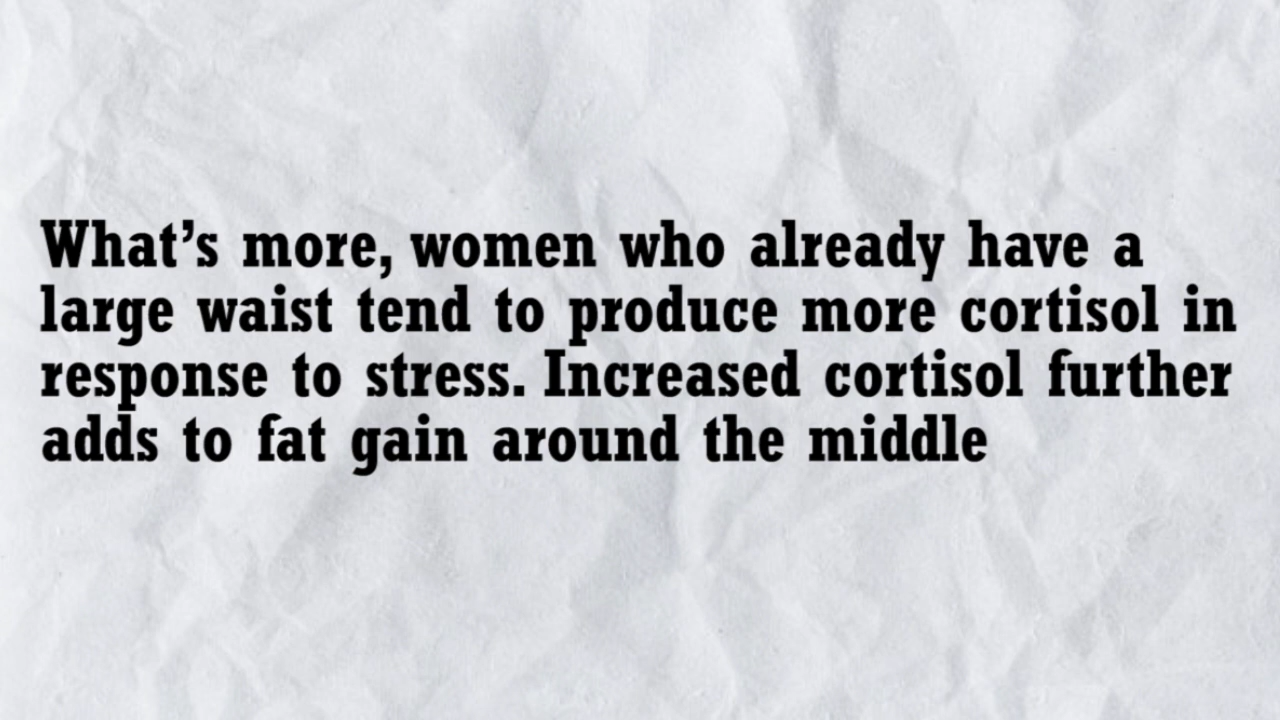 What’s more, women who already have a
large waist tend to produce more cortisol in
response to stress. Increased cortisol further
adds to fat gain around the middle